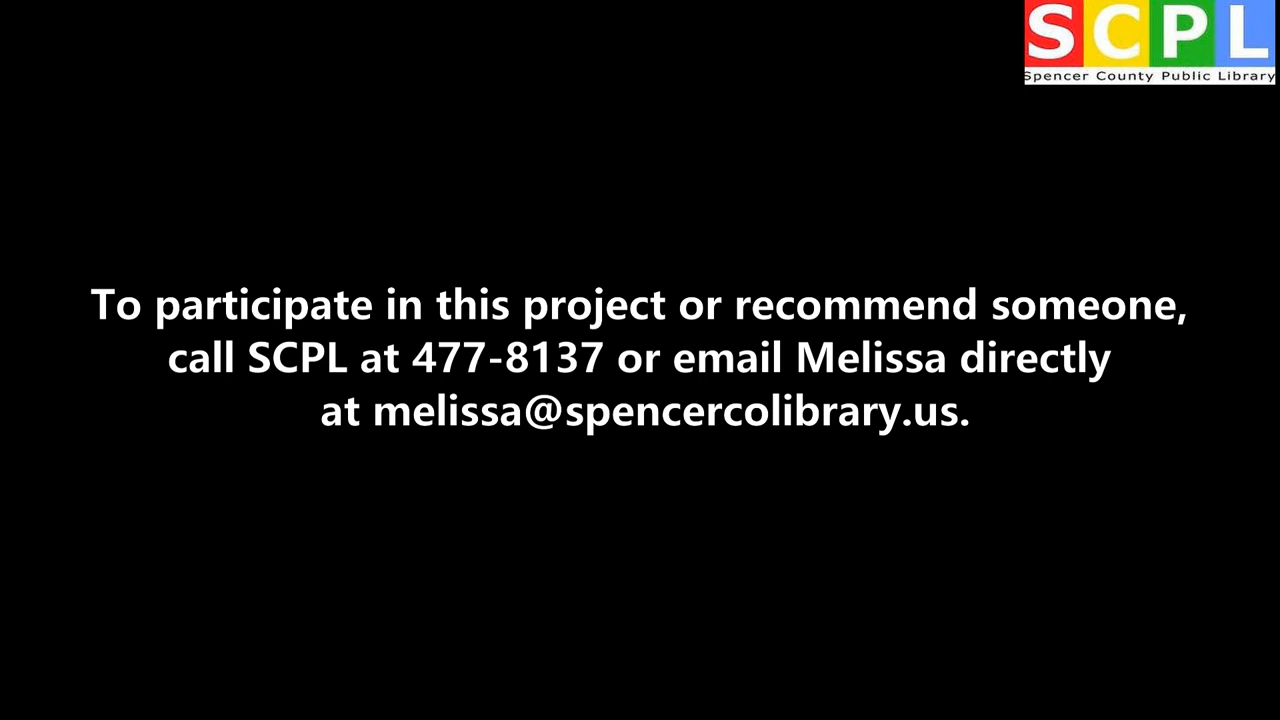 SCPL
Spencer County Public Library
To participate in this project or recommend someone,
call SCPL at 477-8137 or email Melissa directly
at melissa@spencercolibrary.us.